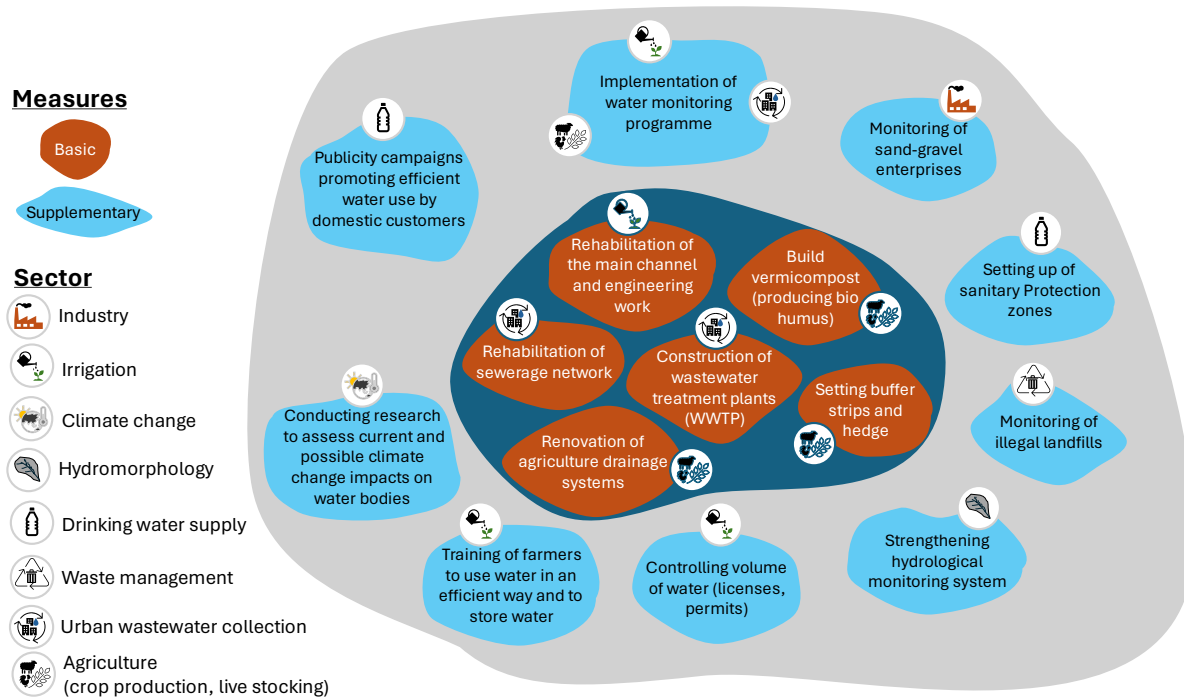 Measures
Basic
Supplementary
Sector
Industry
Irrigation
Climate change
Hydromorphology
Drinking water supply
Waste management
Urban wastewater collection
Agriculture
(crop production, live stocking)
Implementation of
water monitoring
programme
Monitoring of
sand-gravel
enterprises
Publicity campaigns
promoting efficient
water use by
domestic customers
Rehabilitation of
the main channel
and engineering
work
Build
vermicompost
(producing bio
humus)
Setting up of
sanitary Protection
zones
Rehabilitation of
sewerage network
Construction of
wastewater
treatment plants
(WWTP)
Setting buffer
strips and
hedge
Monitoring of
illegal landfills
Conducting research
to assess current and
possible climate
change impacts on
water bodies
Renovation of
agriculture drainage
systems
Training of farmers
to use water in an
efficient way and to
store water
Controlling volume
of water (licenses,
permits)
Strengthening
hydrological
monitoring system